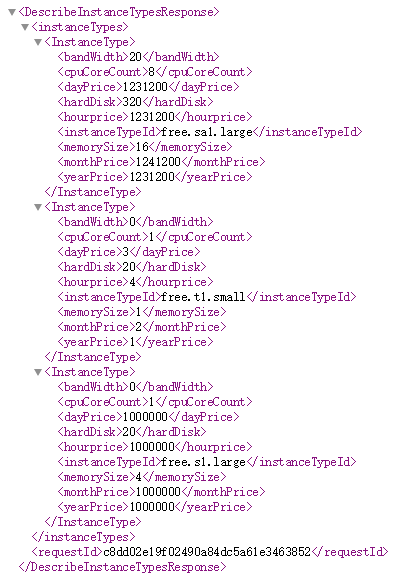 <DescribeInstanceTypesResponse>
<instanceTypes>
<InstanceType>
<bandWidth>20</bandWidth>
<cpuCoreCount>8</cpuCoreCount>
<dayPrice>1231200</dayPrice>
<hardDisk>320</hardDisk>
<hourprice>1231200</hourprice>
<instanceTypeId>free.sal.large</instanceTypeId>
<memorySize>16</memorySize>
<monthPrice>1241200</monthPrice>
<yearPrice>1231200</yearPrice>
</InstanceType>
<InstanceType>
<bandWidth>0</bandWidth>
<cpuCoreCount>1</cpuCoreCount>
<dayPrice>3</dayPrice>
<hardDisk>20</hardDisk>
<hourprice>4</hourprice>
<instanceTypeId>free.t1.small</instanceTypeId>
<memorySize>1</memorySize>
<monthPrice>2</monthPrice>
<yearPrice>1</yearPrice>
</InstanceType>
<InstanceType>
<bandWidth>0</bandWidth>
<cpuCoreCount>1</cpuCoreCount>
<dayPrice>1000000</dayPrice>
<hardDisk>20</hardDisk>
<hourprice>1000000</hourprice>
<instanceTypeId>free.s1.large</instanceTypeId>
<memorySize>4</memorySize>
<monthPrice>1000000</monthPrice>
<yearPrice>1000000</yearPrice>
</InstanceType>
</instanceTypes>
<requestId>c8dd02e19f02490a84dc5a61e3463852</requestId>
</DescribeInstanceTypesResponse>